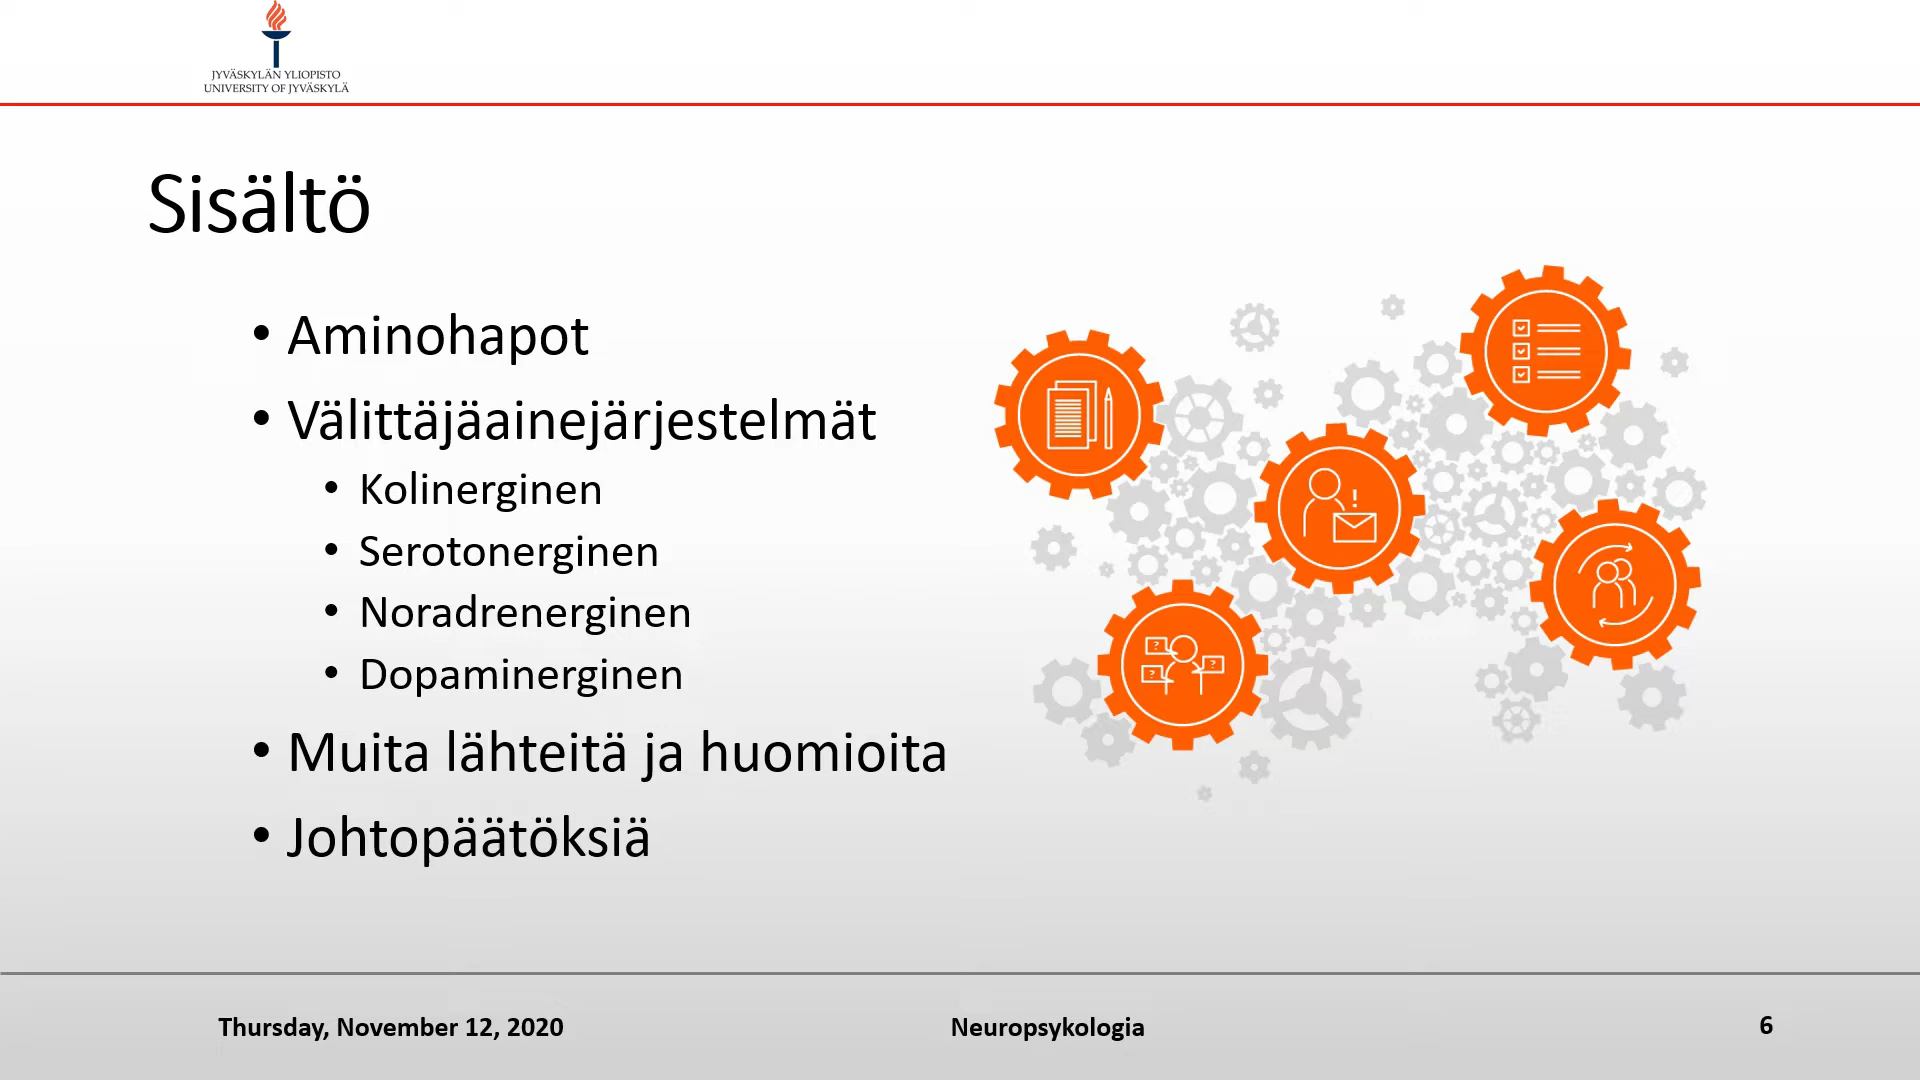 JYVÄSKYLÄN YLIOPISTO
UNIVERSITY OF JYVÄSKYLÄ
Sisältö
• Aminohapot
• Välittäjäainejärjestelmät
• Kolinerginen
• Serotonerginen
• Noradrenerginen
• Dopaminerginen
• Muita lähteitä ja huomioita
• Johtopäätöksiä
!
?
?
?
Thursday, November 12, 2020
Neuropsykologia
6